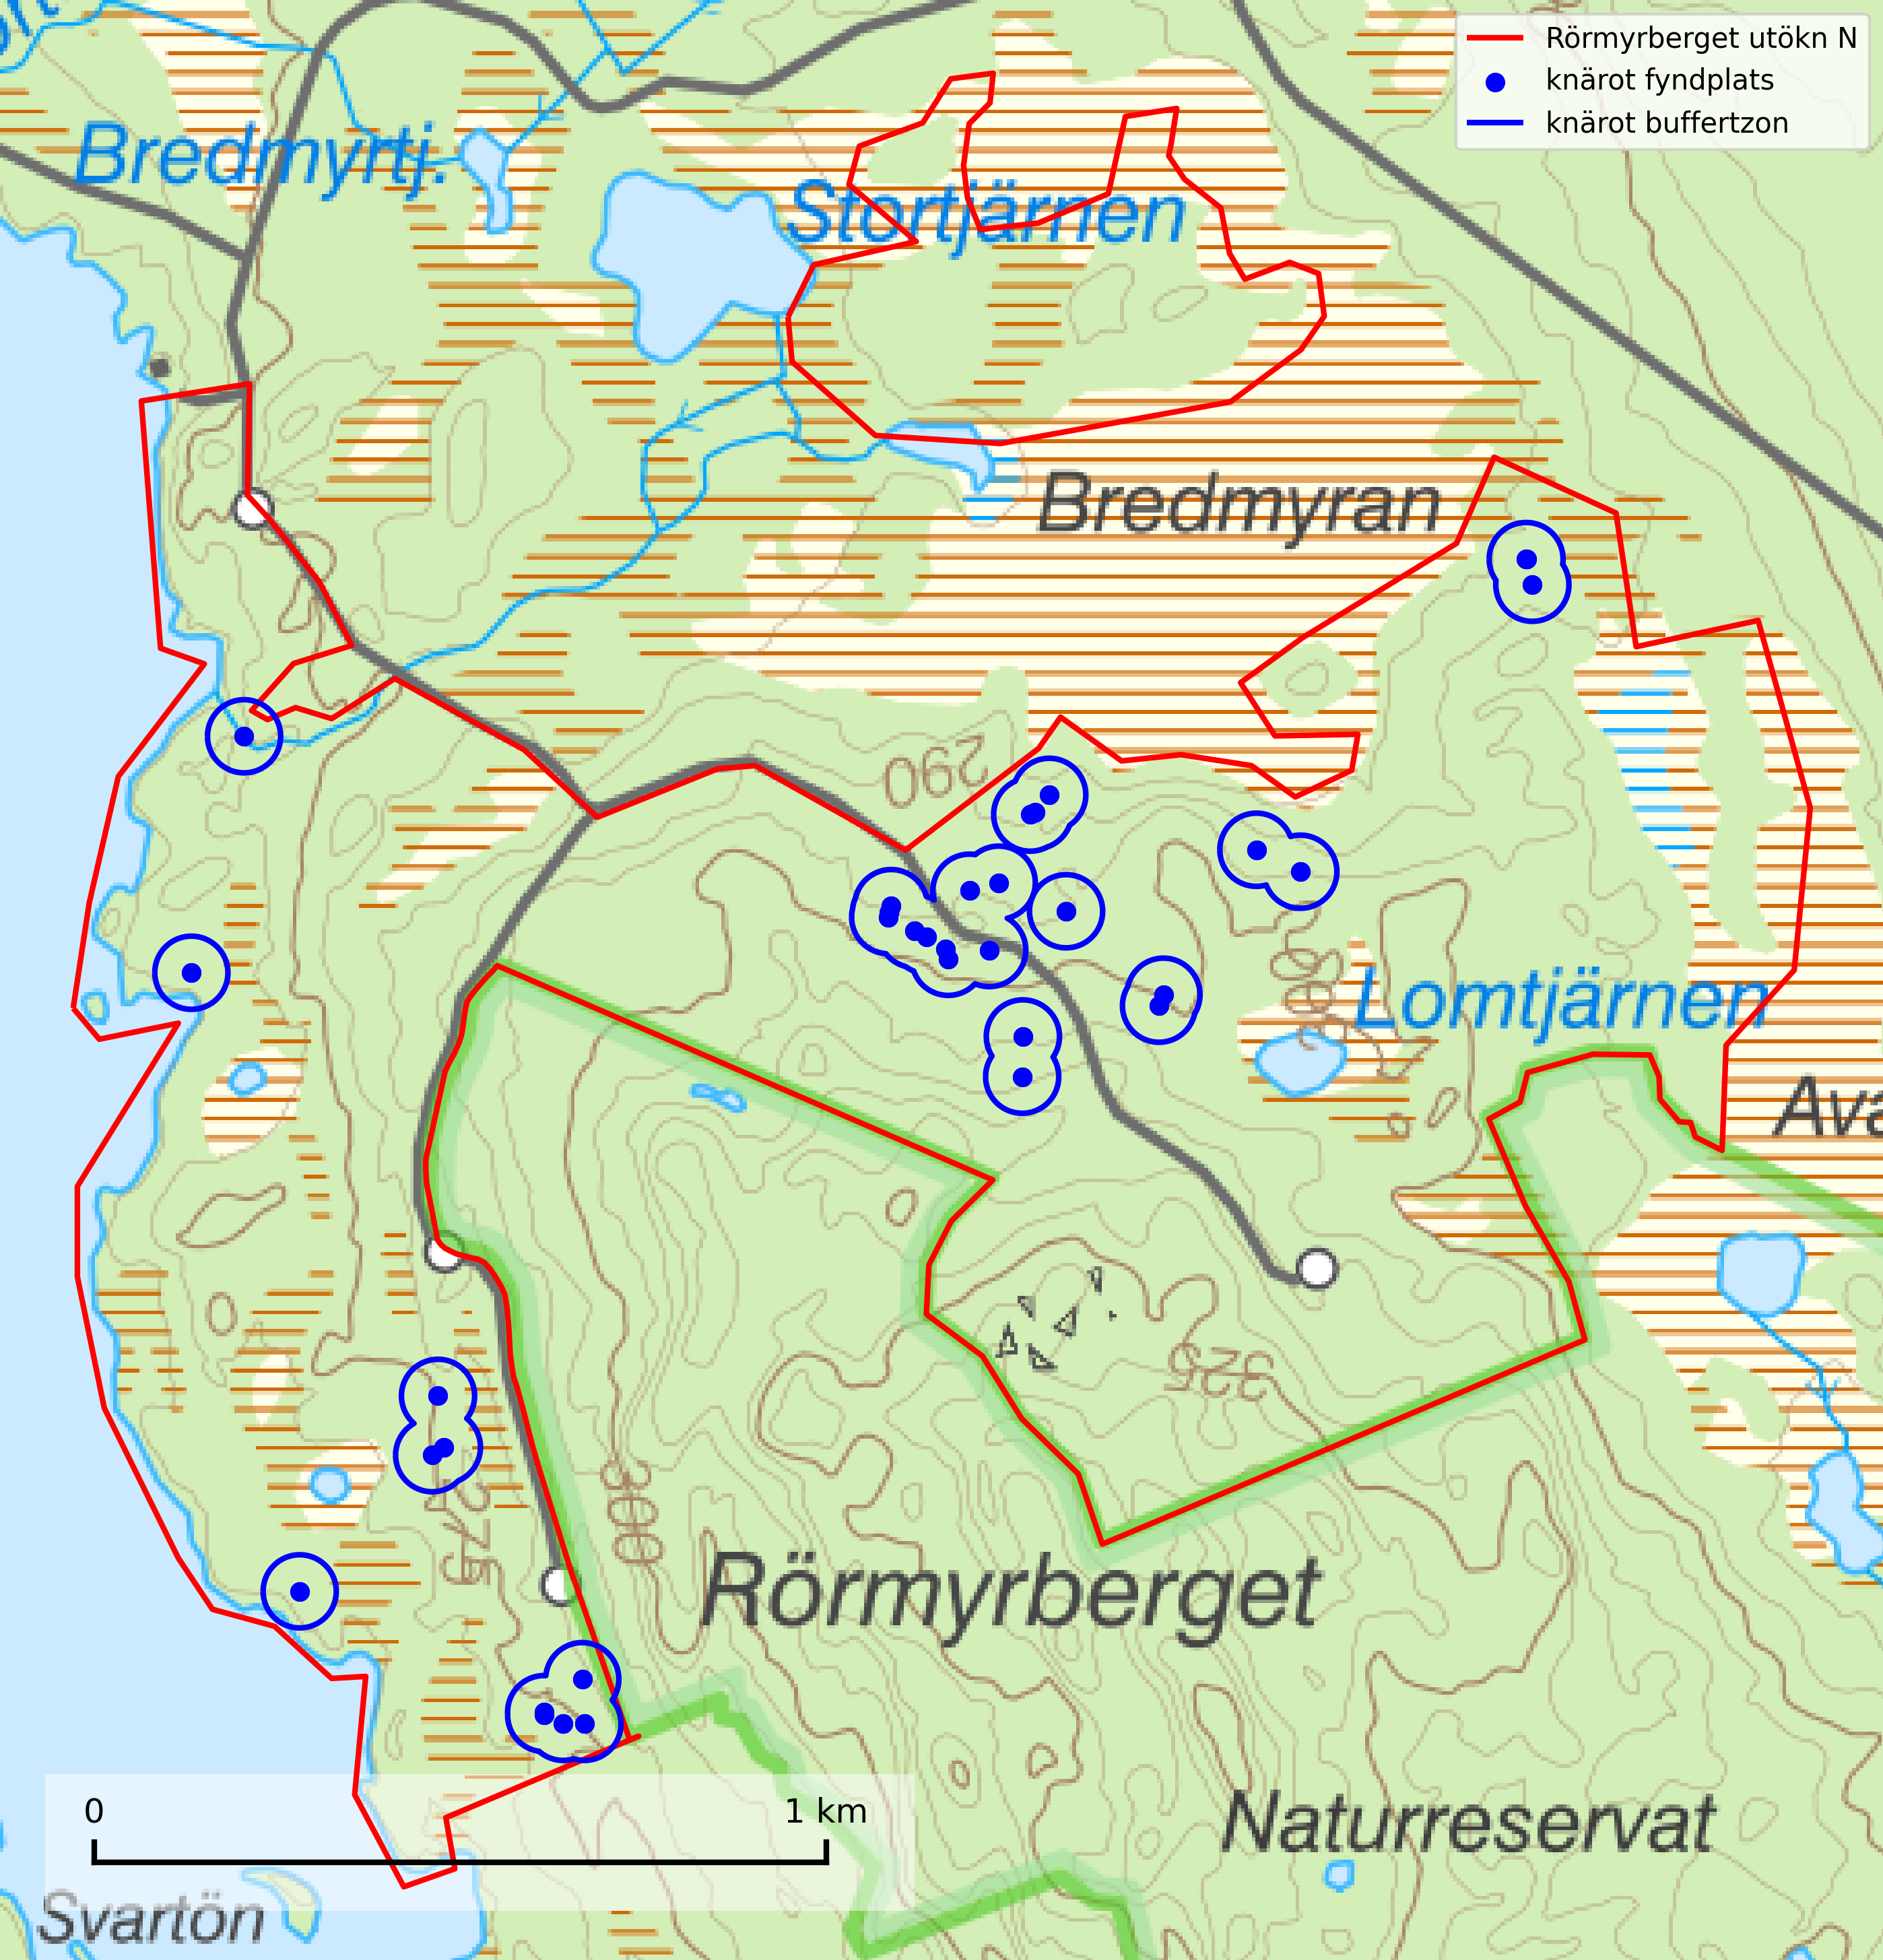 Rörmyrberget utökn N
knärot fyndplats
knärot buffertzon
Bredmyrtj.
Stortjärnen
Bredmyran
290
Lomtjärnen
300
Ava
325
275
300
Rörmyrberget
Naturreservat
0 1 km
Svartön